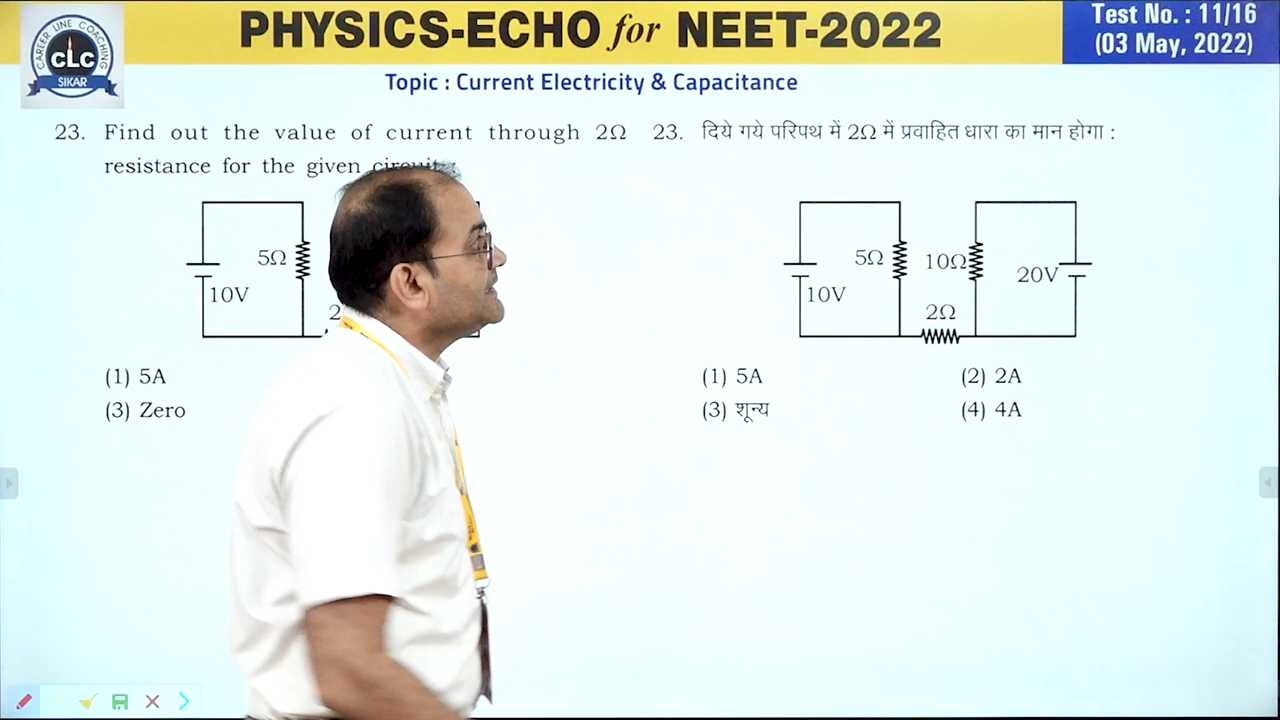 CAREER LINE COACHING
CLC
SIKAR
PHYSICS-ECHO for NEET-2022
Test No. : 11/16
(03 May, 2022)
Topic : Current Electricity & Capacitance
23. Find out the value of current through 2Ω
resistance for the given
5Ω
10V
2
(1) 5A
(3) Zero
23. दिये गये परिपथ में 2Ω में प्रवाहित धारा का मान होगा :
5Ω
10Ω
10V
20V
2Ω
(1) 5A
(2) 2A
(3) शून्य
(4) 4A